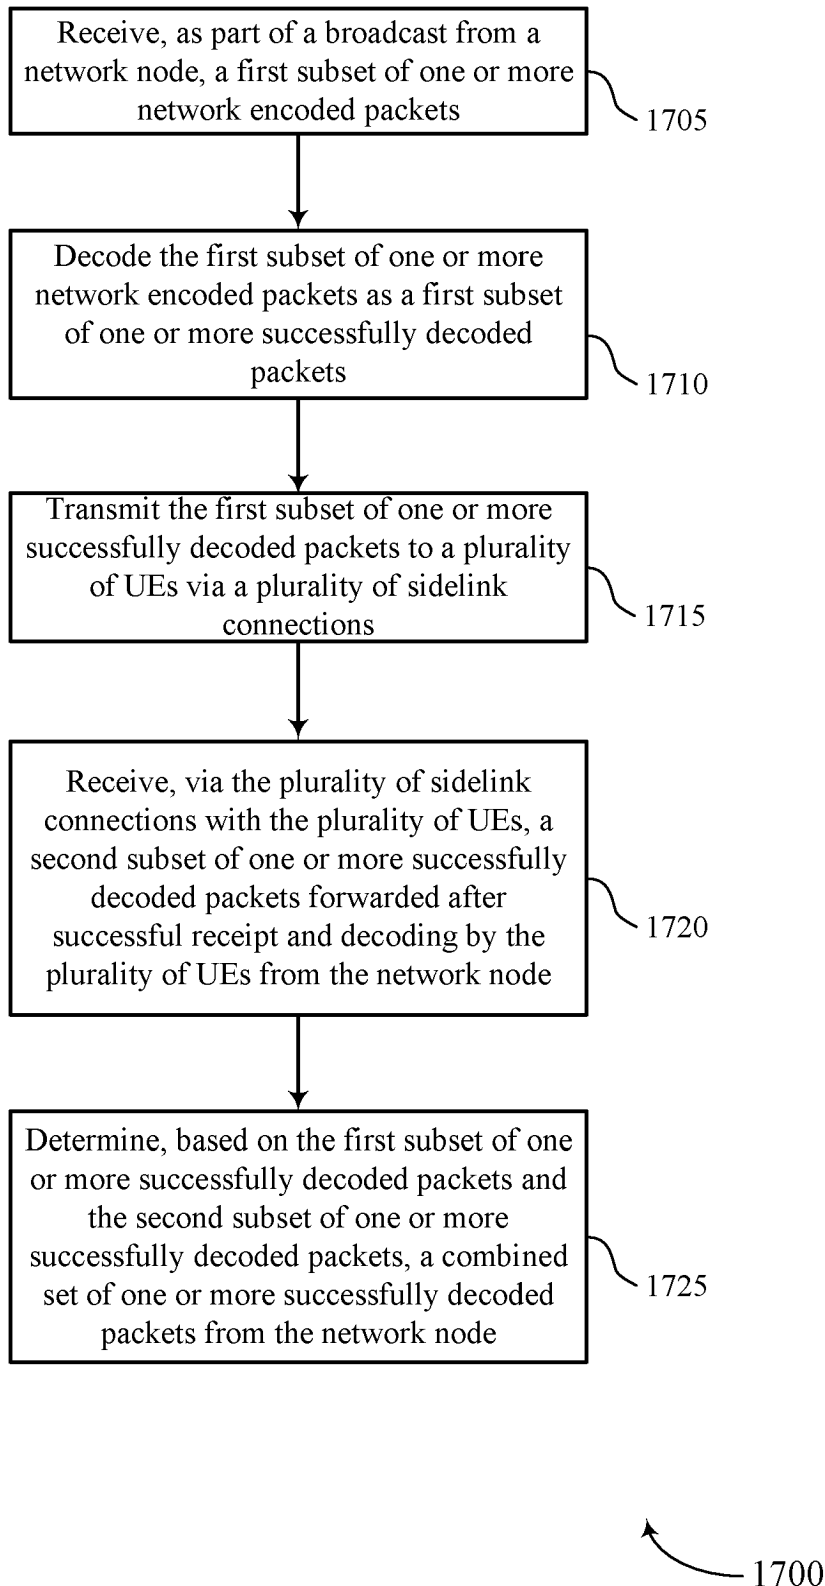 Receive, as part of a broadcast from a
network node, a first subset of one or more
network encoded packets
1705
Decode the first subset of one or more
network encoded packets as a first subset
of one or more successfully decoded
packets
1710
Transmit the first subset of one or more
successfully decoded packets to a plurality
of UEs via a plurality of sidelink
connections
1715
Receive, via the plurality of sidelink
connections with the plurality of UEs, a
second subset of one or more successfully
decoded packets forwarded after
successful receipt and decoding by the
plurality of UEs from the network node
1720
Determine, based on the first subset of one
or more successfully decoded packets and
the second subset of one or more
successfully decoded packets, a combined
set of one or more successfully decoded
packets from the network node
1725
1700